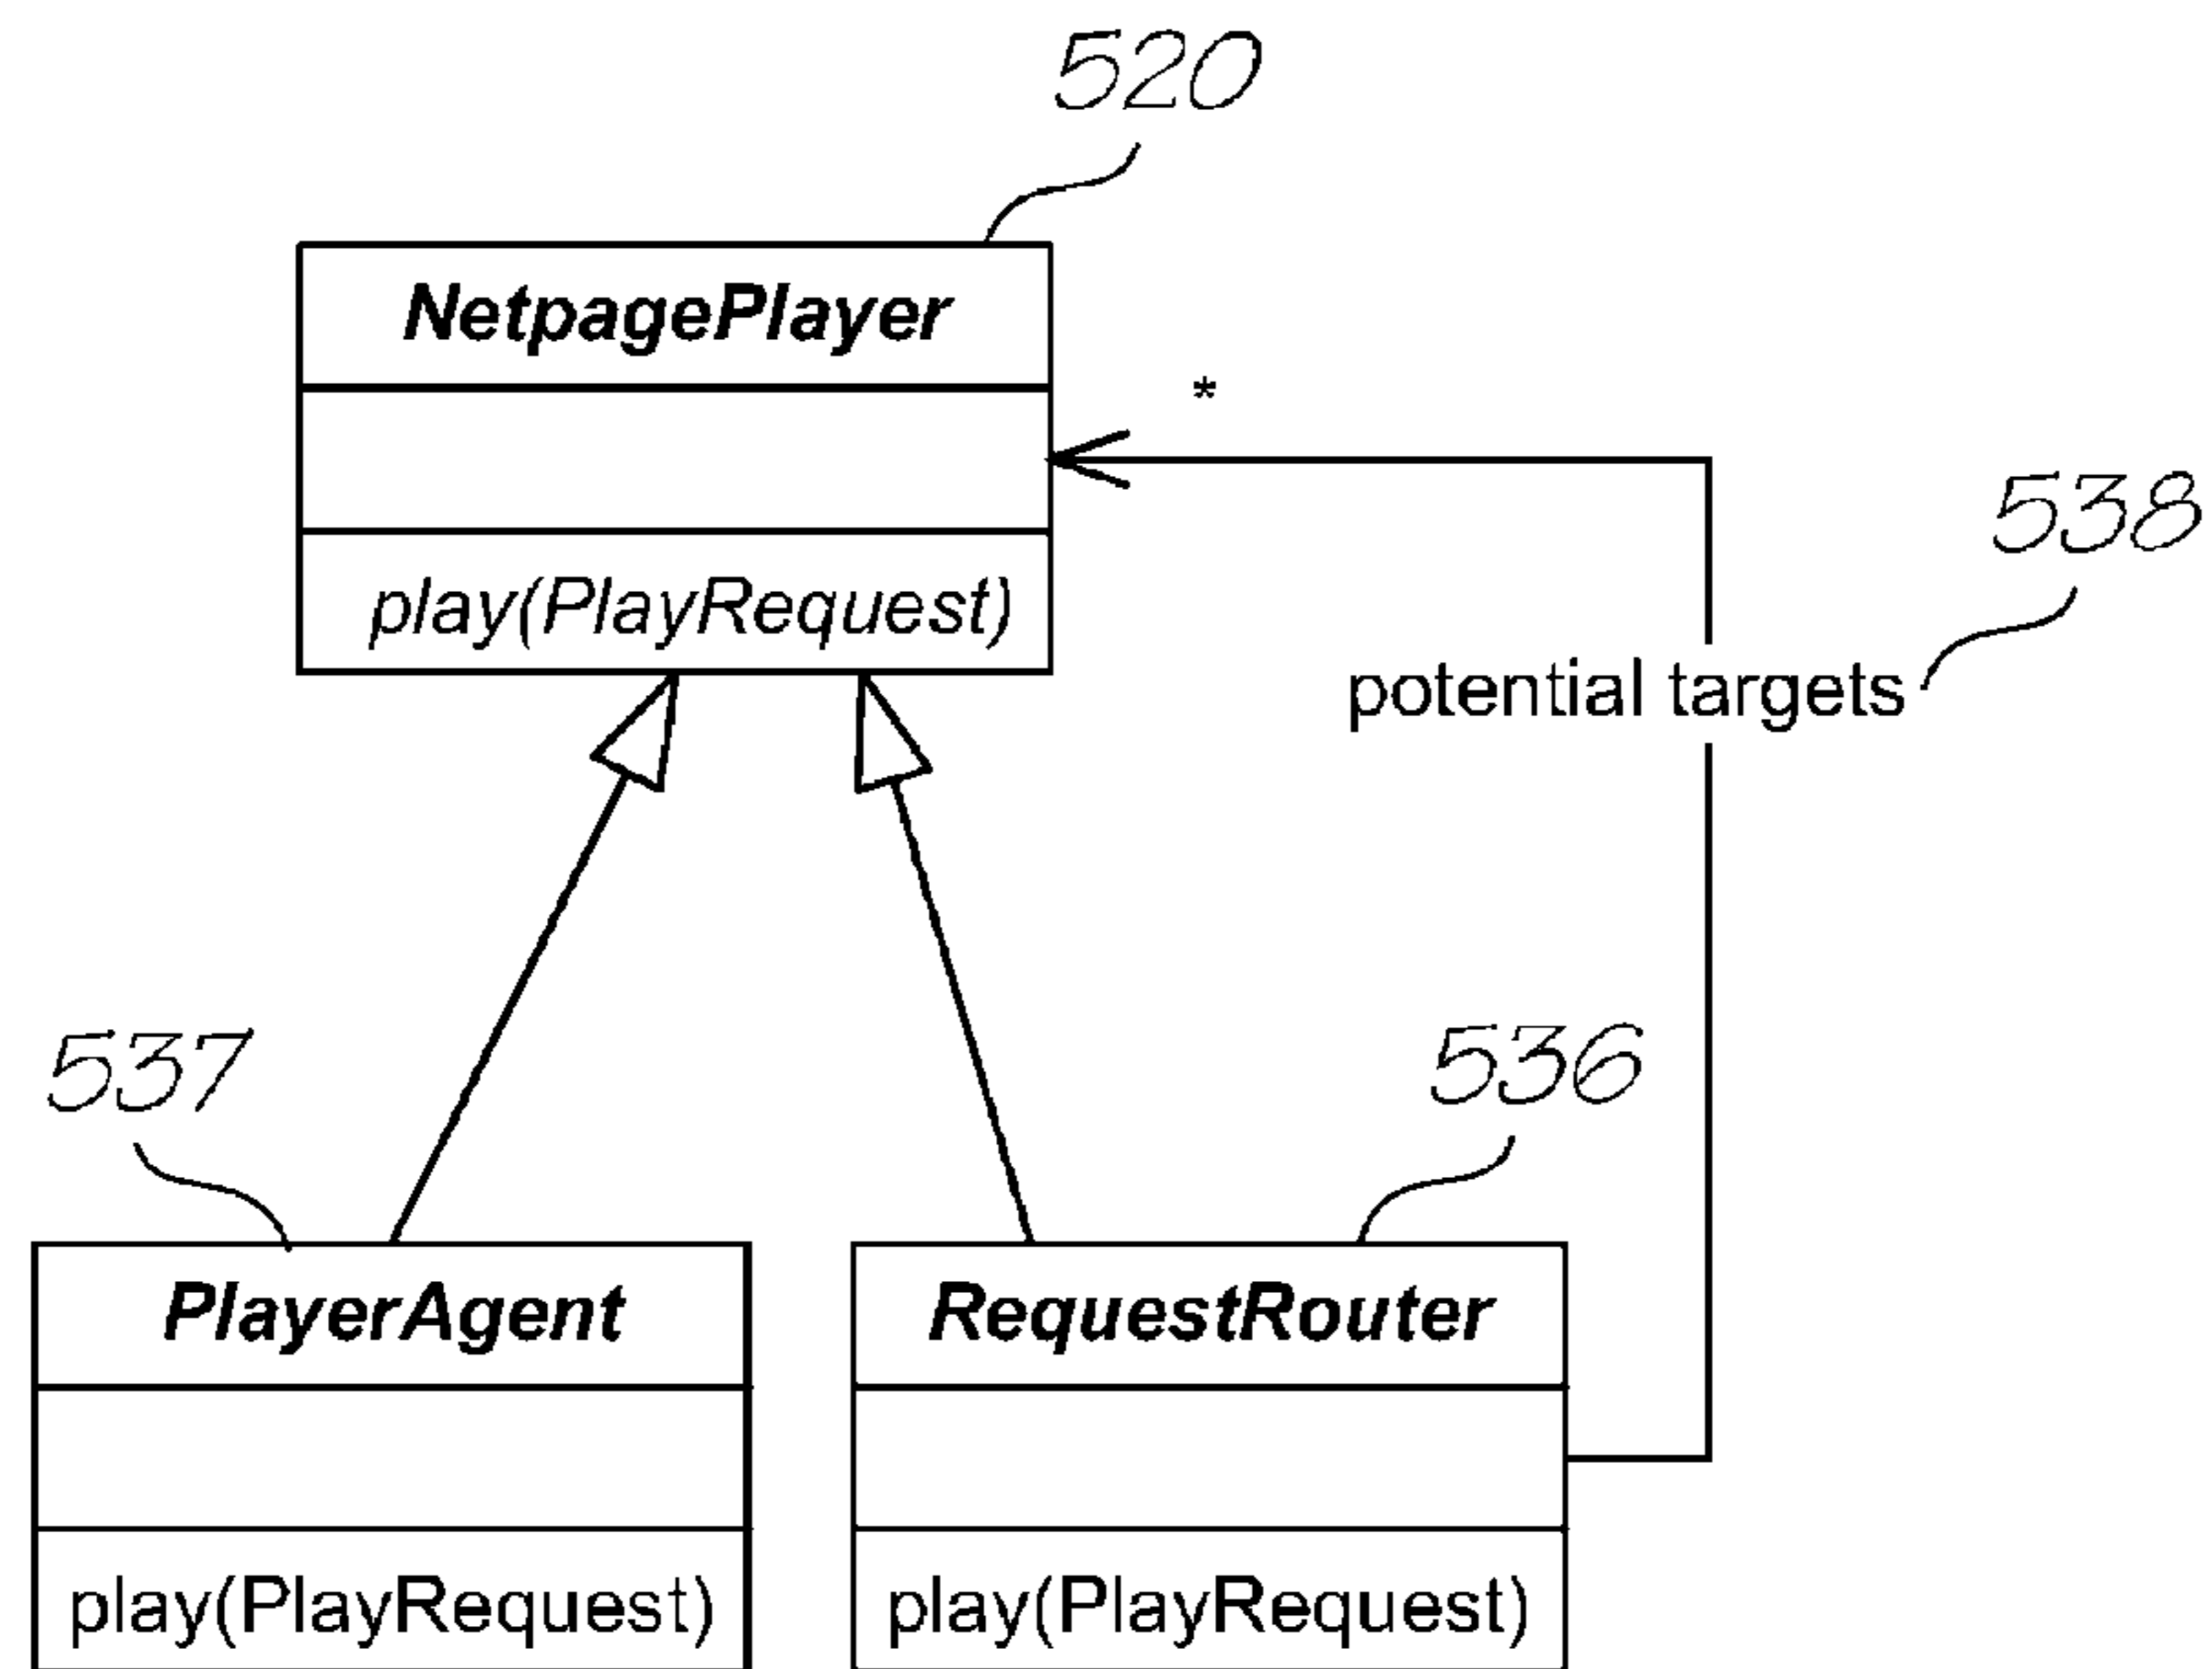 520
NetpagePlayer
*
538
play(PlayRequest)
potential targets
537
536
PlayerAgent
RequestRouter
play(PlayRequest)
play(PlayRequest)